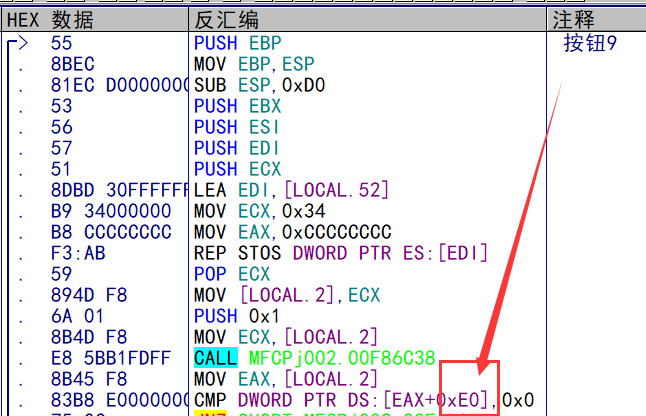 HEX 数据 反汇编 注释
55 PUSH EBP 按钮9
8BEC MOV EBP,ESP
81EC D0000000 SUB ESP,0xD0
53 PUSH EBX
56 PUSH ESI
57 PUSH EDI
51 PUSH ECX
8DBD 30FFFFFF LEA EDI,[LOCAL.52]
B9 34000000 MOV ECX,0x34
B8 CCCCCCCC MOV EAX,0xCCCCCCCC
F3:AB REP STOS DWORD PTR ES:[EDI]
59 POP ECX
894D F8 MOV [LOCAL.2],ECX
6A 01 PUSH 0x1
8B4D F8 MOV ECX,[LOCAL.2]
E8 5BB1FDFF CALL MFCPj002.00F86C38
8B45 F8 MOV EAX,[LOCAL.2]
83B8 E0000000 CMP DWORD PTR DS:[EAX+0xE0],0x0